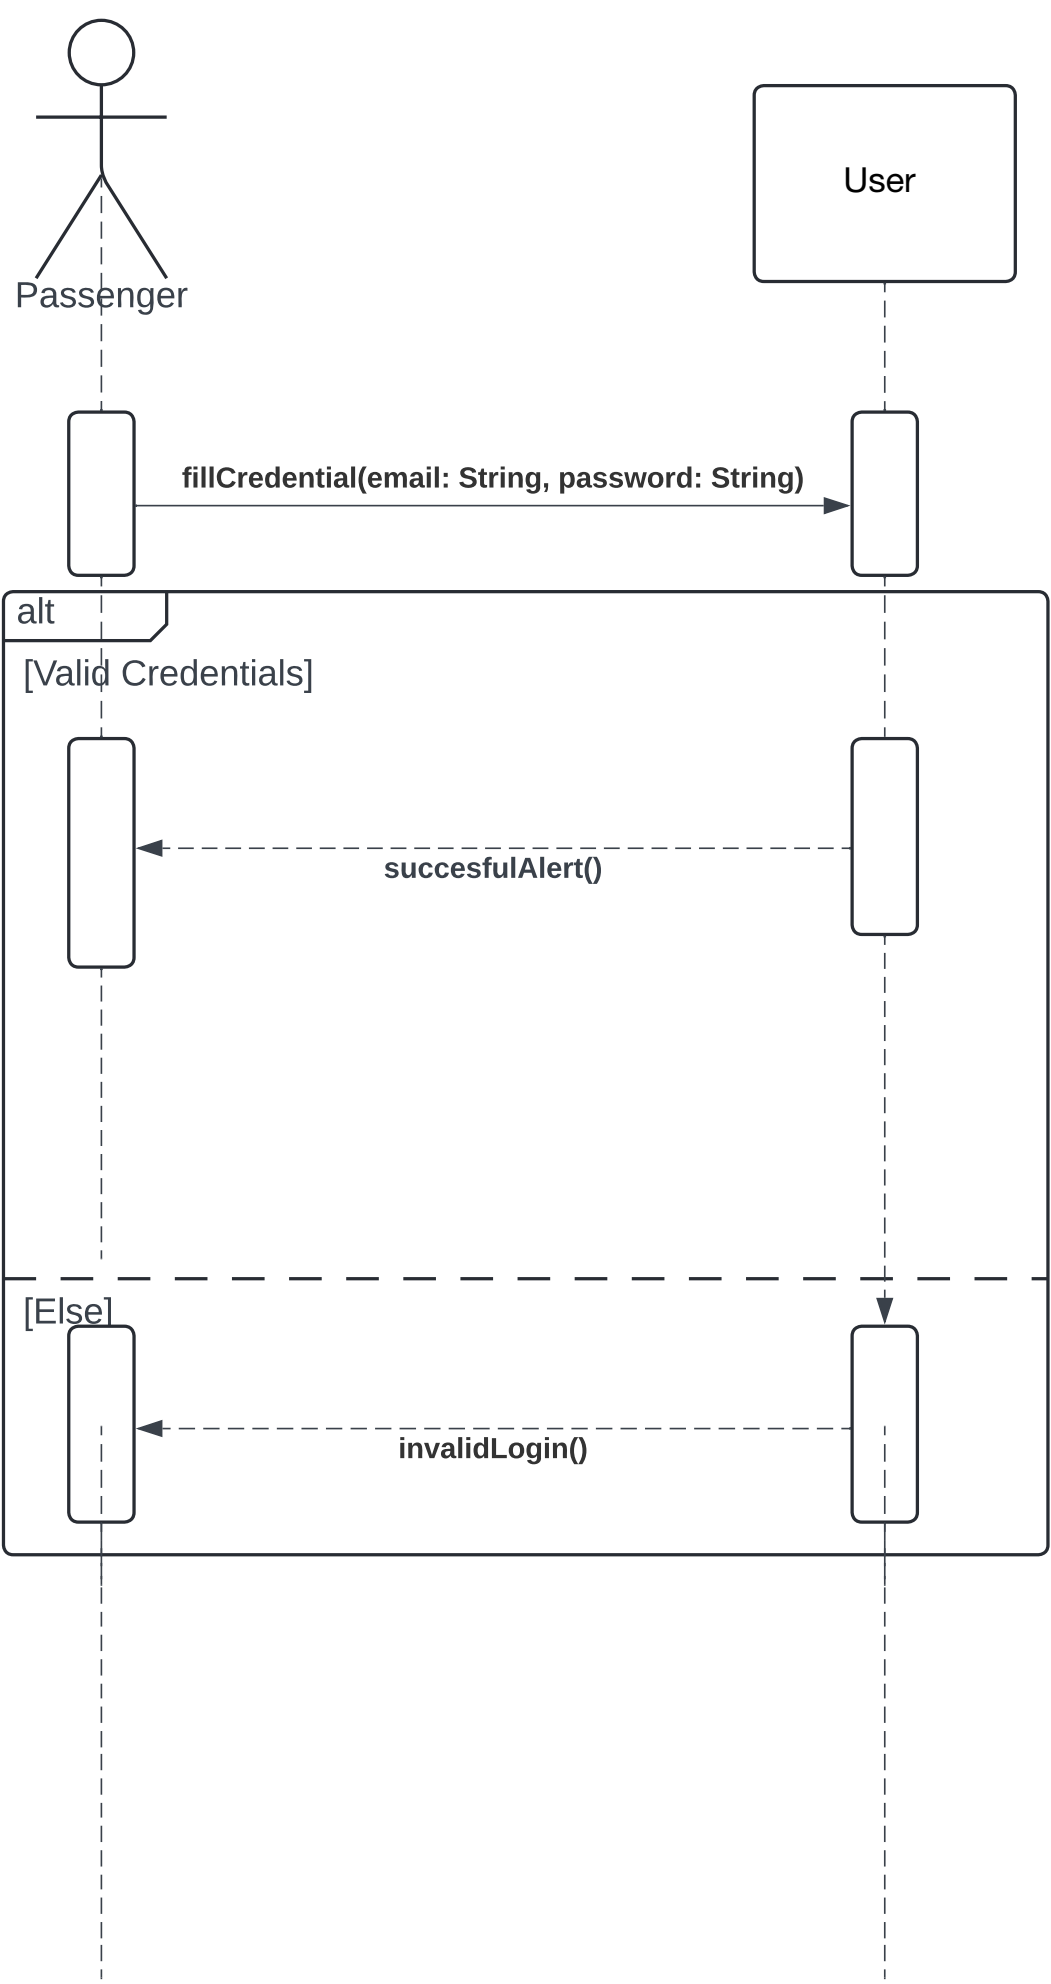 User
Passenger
fillCredential(email: String, password: String)
alt
[Valid Credentials]
succesfulAlert()
[Else]
invalidLogin()